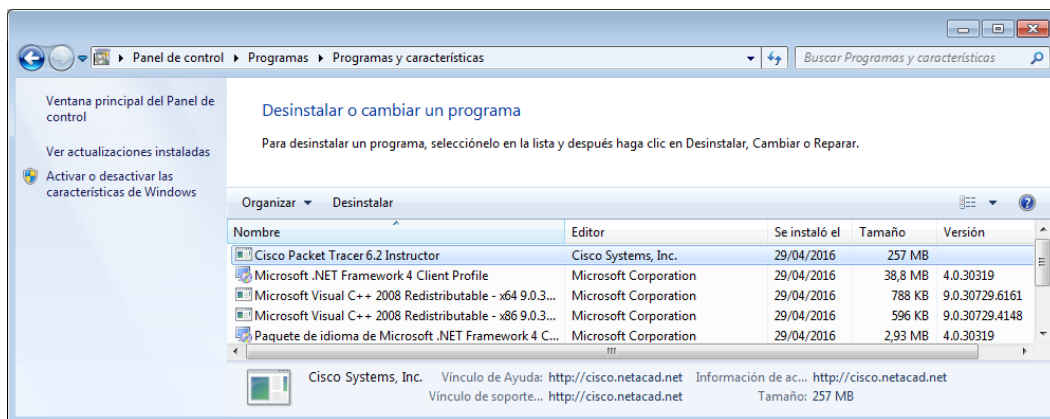 Panel de control Programas Programas y características Buscar Programas y características
Ventana principal del Panel de
control
Ver actualizaciones instaladas
Activar o desactivar las
características de Windows
Desinstalar o cambiar un programa
Para desinstalar un programa, selecciónelo en la lista y después haga clic en Desinstalar, Cambiar o Reparar.
Organizar Desinstalar
Nombre Editor Se instaló el Tamaño Versión
Cisco Packet Tracer 6.2 Instructor Cisco Systems, Inc. 29/04/2016 257 MB
Microsoft .NET Framework 4 Client Profile Microsoft Corporation 29/04/2016 38,8 MB 4.0.30319
Microsoft Visual C++ 2008 Redistributable - x64 9.0.3... Microsoft Corporation 29/04/2016 788 KB 9.0.30729.6161
Microsoft Visual C++ 2008 Redistributable - x86 9.0.3... Microsoft Corporation 29/04/2016 596 KB 9.0.30729.4148
Paquete de idioma de Microsoft .NET Framework 4 C... Microsoft Corporation 29/04/2016 2,93 MB 4.0.30319
Cisco Systems, Inc. Vínculo de Ayuda: http://cisco.netacad.net Información de ac... http://cisco.netacad.net
Vínculo de soporte... http://cisco.netacad.net Tamaño: 257 MB